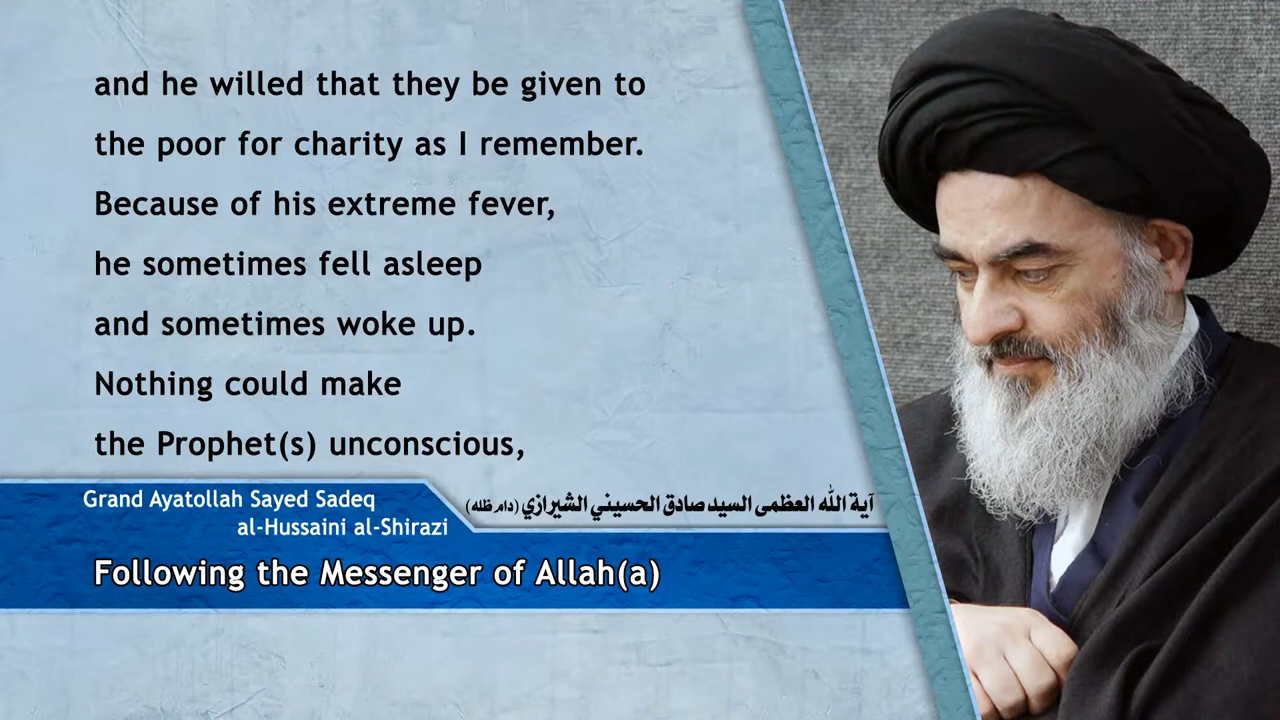 and he willed that they be given to
the poor for charity as I remember.
Because of his extreme fever,
he sometimes fell asleep
and sometimes woke up.
Nothing could make
the Prophet(s) unconscious,
Grand Ayatollah Sayed Sadeq
al-Hussaini al-Shirazi
آية الله العظمى السيد صادق الحسيني الشيرازي (دام ظله)
Following the Messenger of Allah(a)